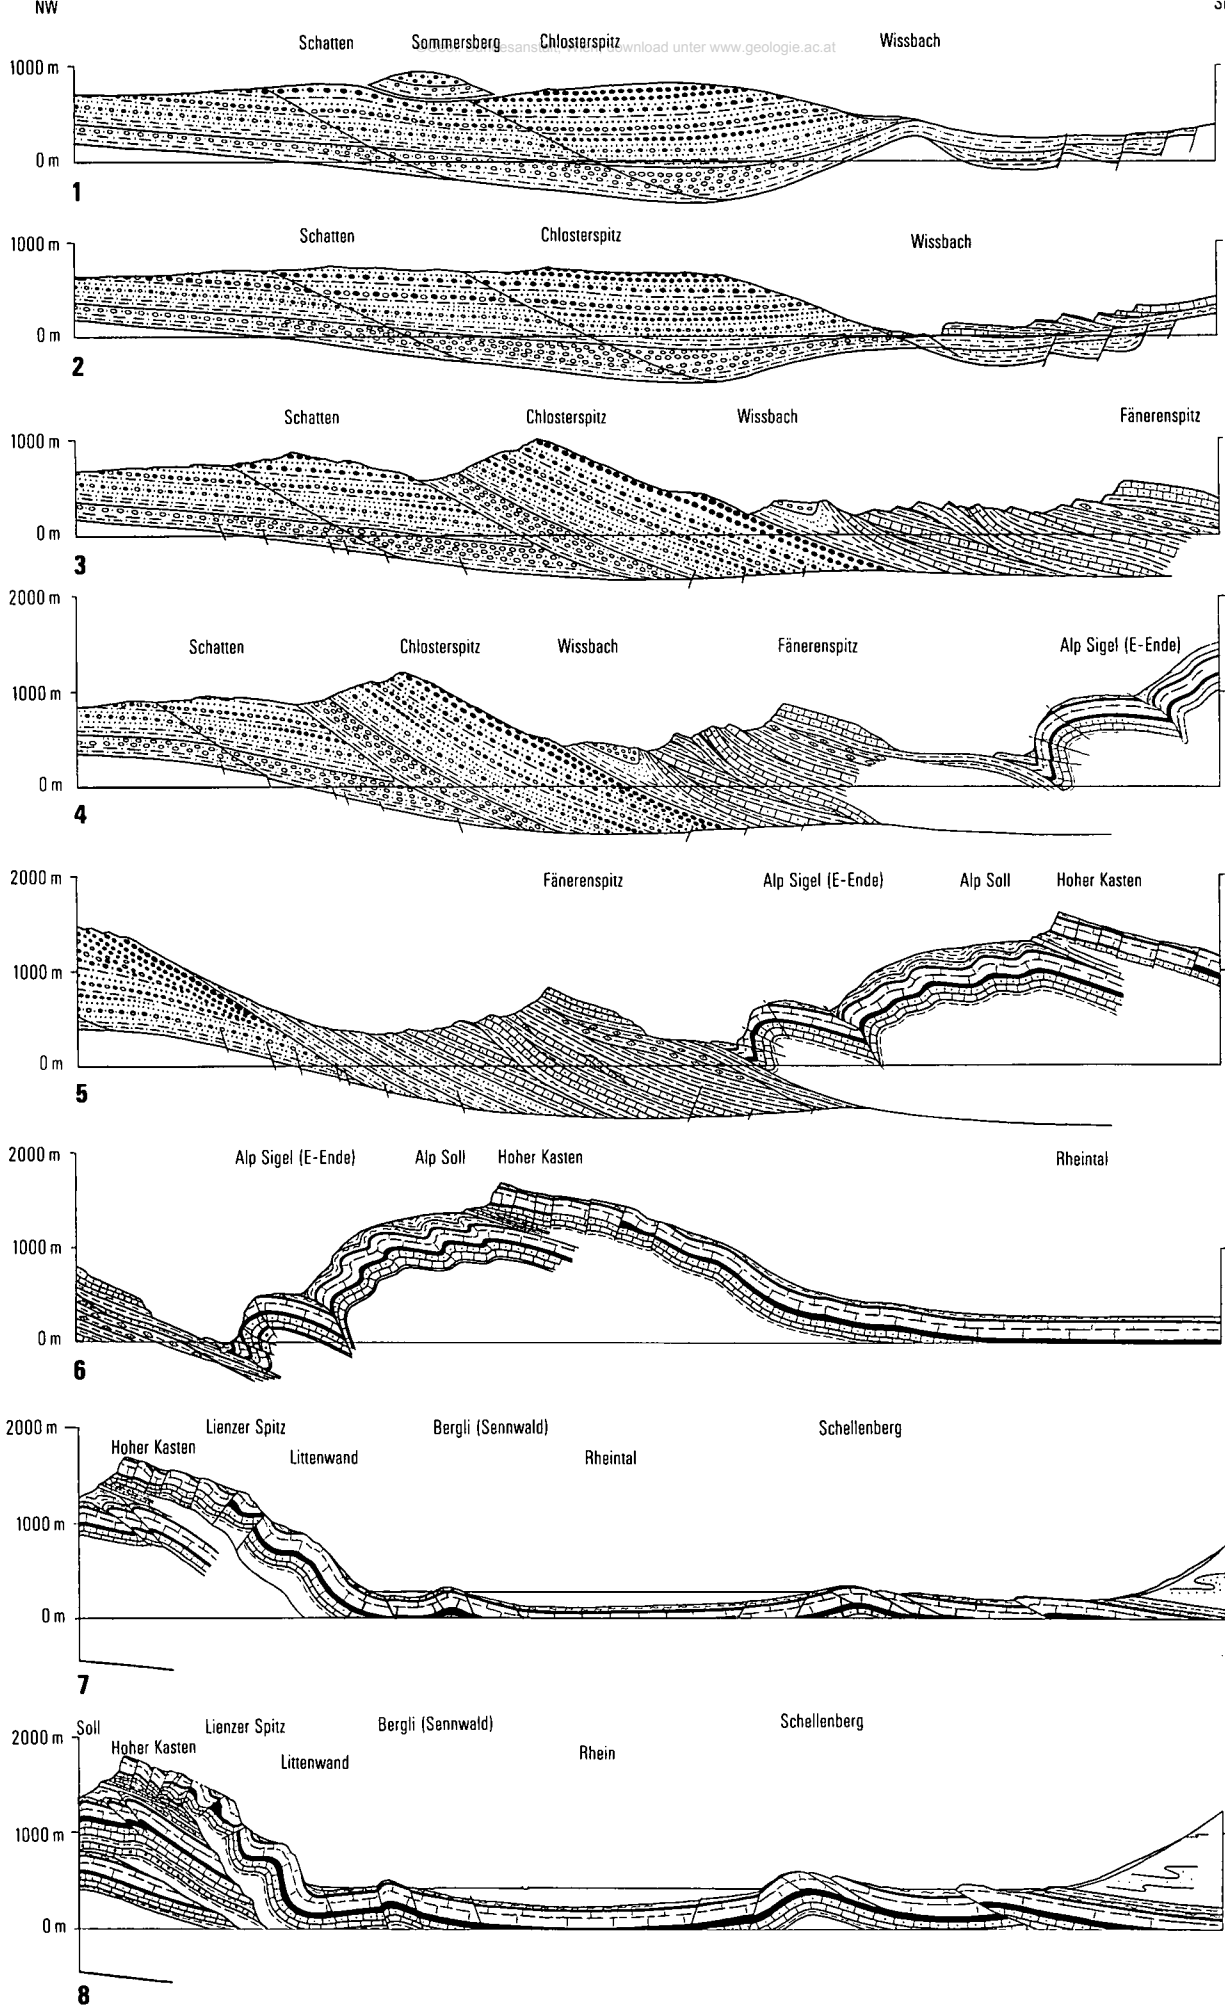 NW
Schatten Sommersberg Chlosterspitz Wissbach
download unter www.geologie.ac.at
1000 m
0 m
1
Schatten Chlosterspitz Wissbach
1000 m
0 m
2
Schatten Chlosterspitz Wissbach Fänerenspitz
1000 m
0 m
3
2000 m
Schatten Chlosterspitz Wissbach Fänerenspitz Alp Sigel (E-Ende)
1000 m
0 m
4
2000 m
Fänerenspitz Alp Sigel (E-Ende) Alp Soll Hoher Kasten
1000 m
0 m
5
2000 m
Alp Sigel (E-Ende) Alp Soll Hoher Kasten Rheintal
1000 m
0 m
6
2000 m
Lienzer Spitz Bergli (Sennwald) Schellenberg
Hoher Kasten Littenwand Rheintal
1000 m
0 m
7
Soll Lienzer Spitz Bergli (Sennwald) Schellenberg
2000 m
Hoher Kasten Littenwand Rhein
1000 m
0 m
8